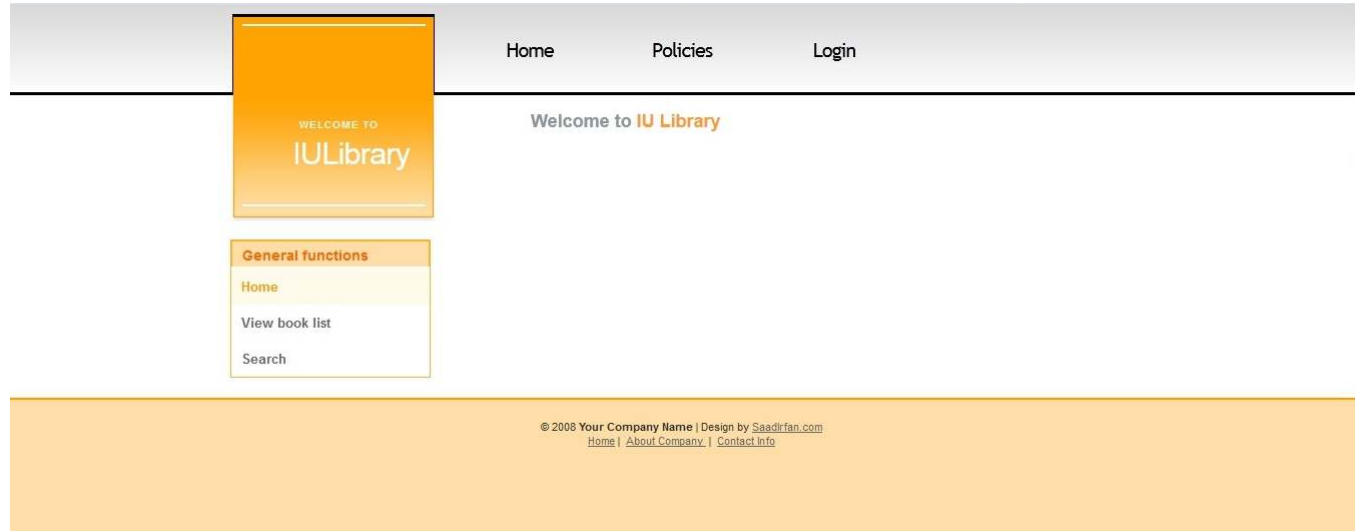 Home Policies Login
WELCOME TO
IULibrary
Welcome to IU Library
General functions
Home
View book list
Search
© 2008 Your Company Name | Design by SaadIrfan.com
Home | About Company | Contact Info